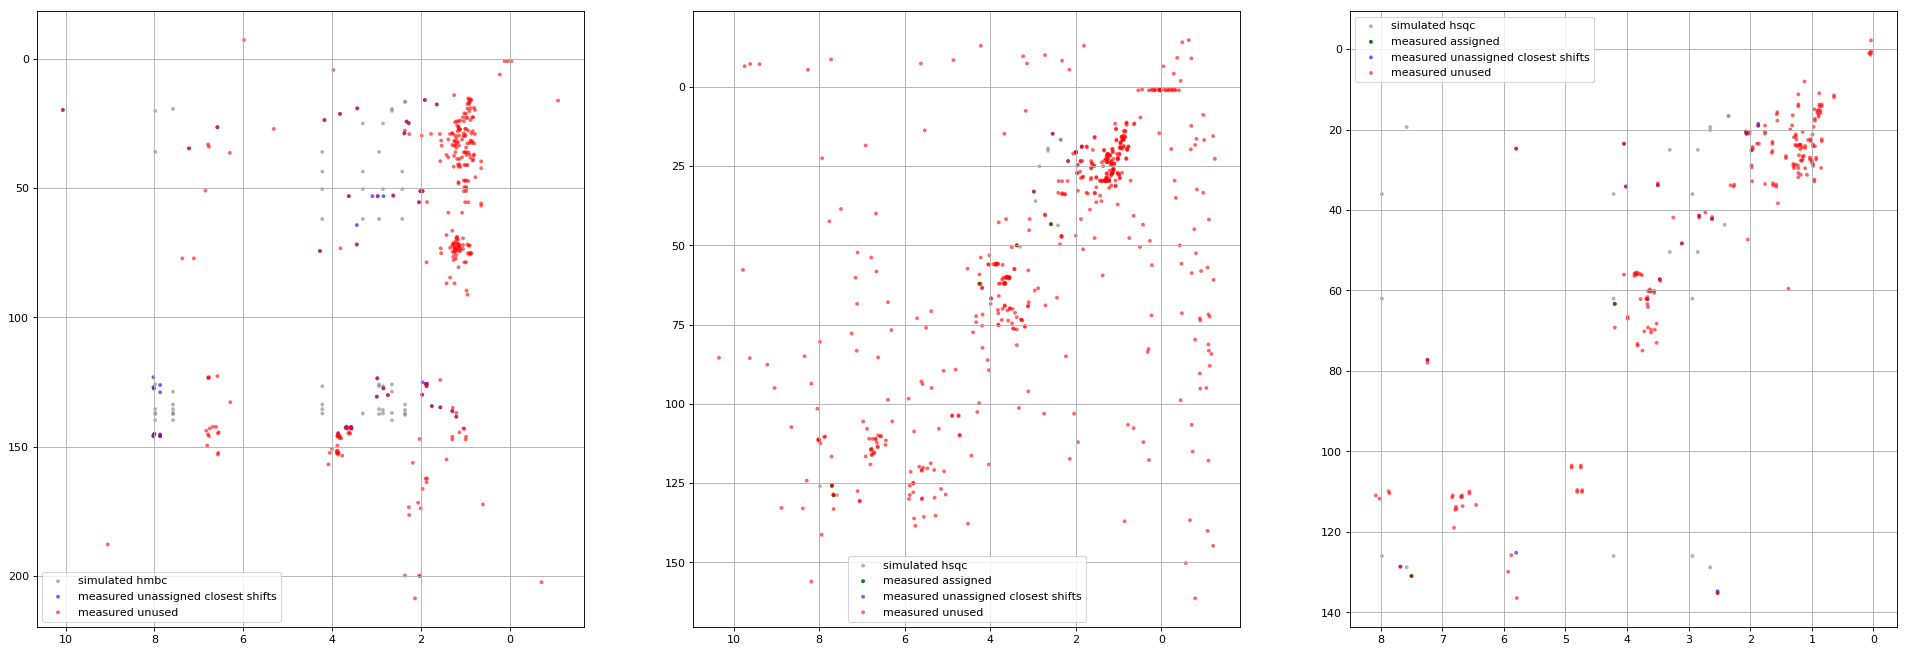 0
50
100
150
200
10 8 6 4 2 0
simulated hmbc
measured unassigned closest shifts
measured unused
0
25
50
75
100
125
150
10 8 6 4 2 0
simulated hsqc
measured assigned
measured unassigned closest shifts
measured unused
0
20
40
60
80
100
120
140
8 7 6 5 4 3 2 1 0
simulated hsqc
measured assigned
measured unassigned closest shifts
measured unused